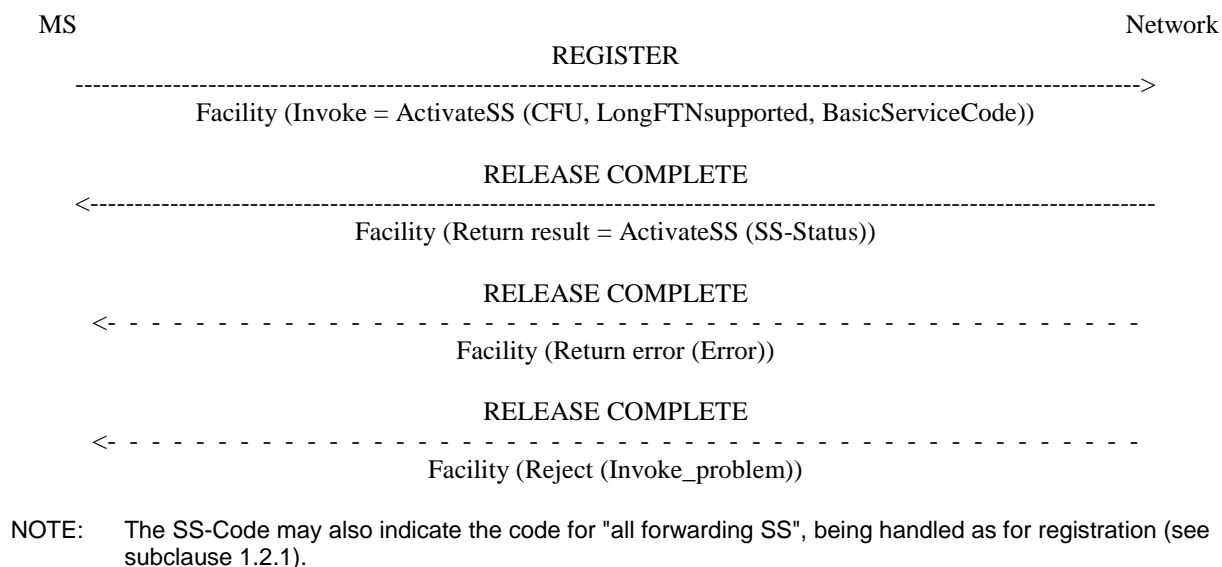 MS Network
REGISTER
------------------------------------------------------------------------------------------------------------------------>
Facility (Invoke = ActivateSS (CFU, LongFTNsupported, BasicServiceCode))
RELEASE COMPLETE
<------------------------------------------------------------------------------------------------------------------------
Facility (Return result = ActivateSS (SS-Status))
RELEASE COMPLETE
<- - - - - - - - - - - - - - - - - - - - - - - - - - - - - - - - - - - - - - - - - - - - - - - -
Facility (Return error (Error))
RELEASE COMPLETE
<- - - - - - - - - - - - - - - - - - - - - - - - - - - - - - - - - - - - - - - - - - - - - - - -
Facility (Reject (Invoke_problem))
NOTE: The SS-Code may also indicate the code for "all forwarding SS", being handled as for registration (see
subclause 1.2.1).